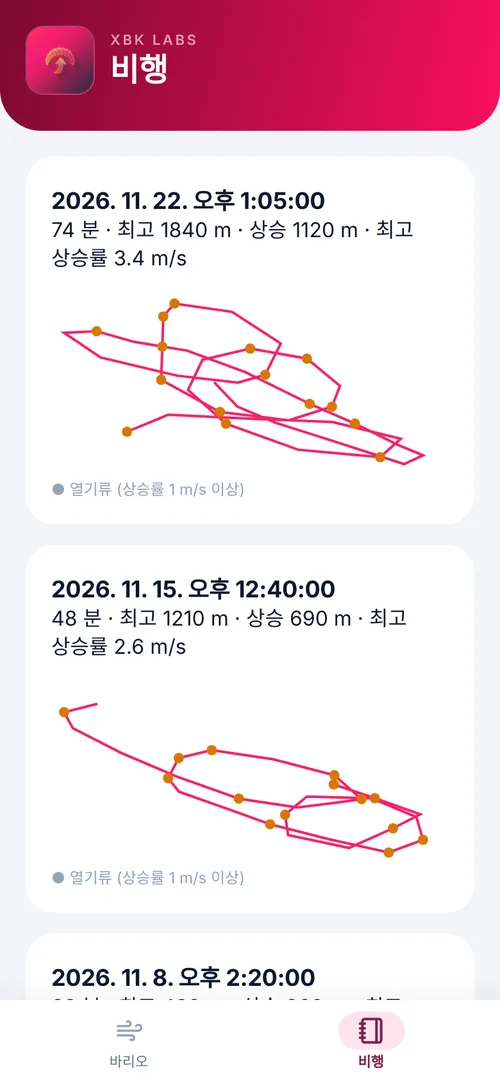 XBK LABS
비행
2026. 11. 22. 오후 1:05:00
74 분 · 최고 1840 m · 상승 1120 m · 최고
상승률 3.4 m/s
● 열기류 (상승률 1 m/s 이상)
2026. 11. 15. 오후 12:40:00
48 분 · 최고 1210 m · 상승 690 m · 최고
상승률 2.6 m/s
● 열기류 (상승률 1 m/s 이상)
2026. 11. 8. 오후 2:20:00
바리오
비행